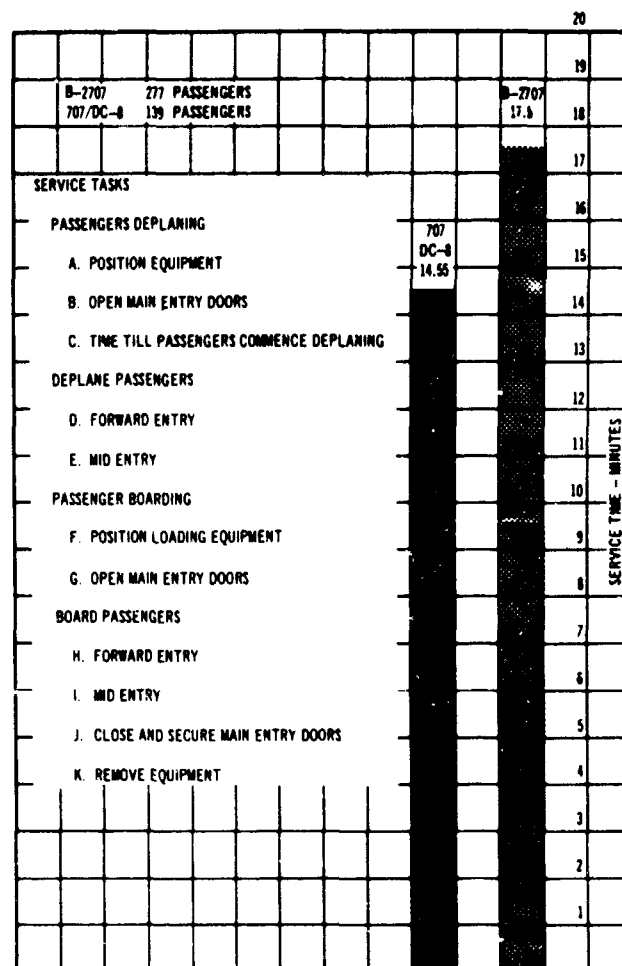 20
19
B-2707 277 PASSENGERS
707/DC-8 139 PASSENGERS
B-2707
17.5
18
17
SERVICE TASKS
16
PASSENGERS DEPLANING
707
DC-8
14.55
15
A. POSITION EQUIPMENT
B. OPEN MAIN ENTRY DOORS
14
C. TIME TILL PASSENGERS COMMENCE DEPLANING
13
DEPLANE PASSENGERS
12
D. FORWARD ENTRY
11
E. MID ENTRY
10
PASSENGER BOARDING
F. POSITION LOADING EQUIPMENT
9
G. OPEN MAIN ENTRY DOORS
8
BOARD PASSENGERS
7
H. FORWARD ENTRY
6
I. MID ENTRY
5
J. CLOSE AND SECURE MAIN ENTRY DOORS
4
K. REMOVE EQUIPMENT
3
2
1
SERVICE TIME - MINUTES